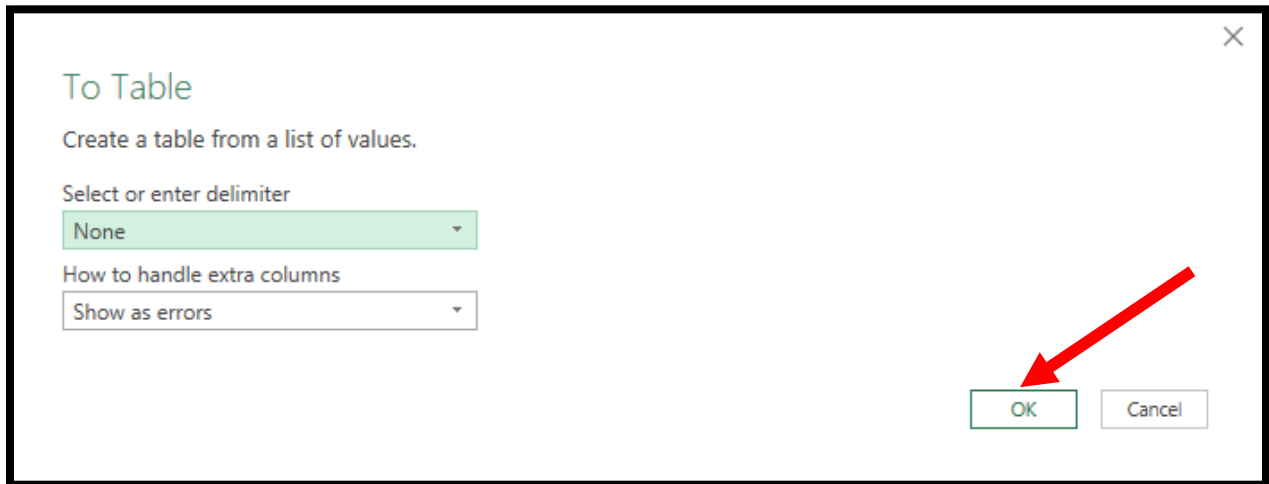 To Table
Create a table from a list of values.
Select or enter delimiter
None
How to handle extra columns
Show as errors
OK
Cancel